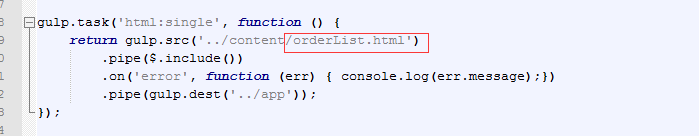 gulp.task('html:single', function () {
return gulp.src('../content/orderList.html')
.pipe($.include())
.on('error', function (err) { console.log(err.message);})
.pipe(gulp.dest('../app'));
});